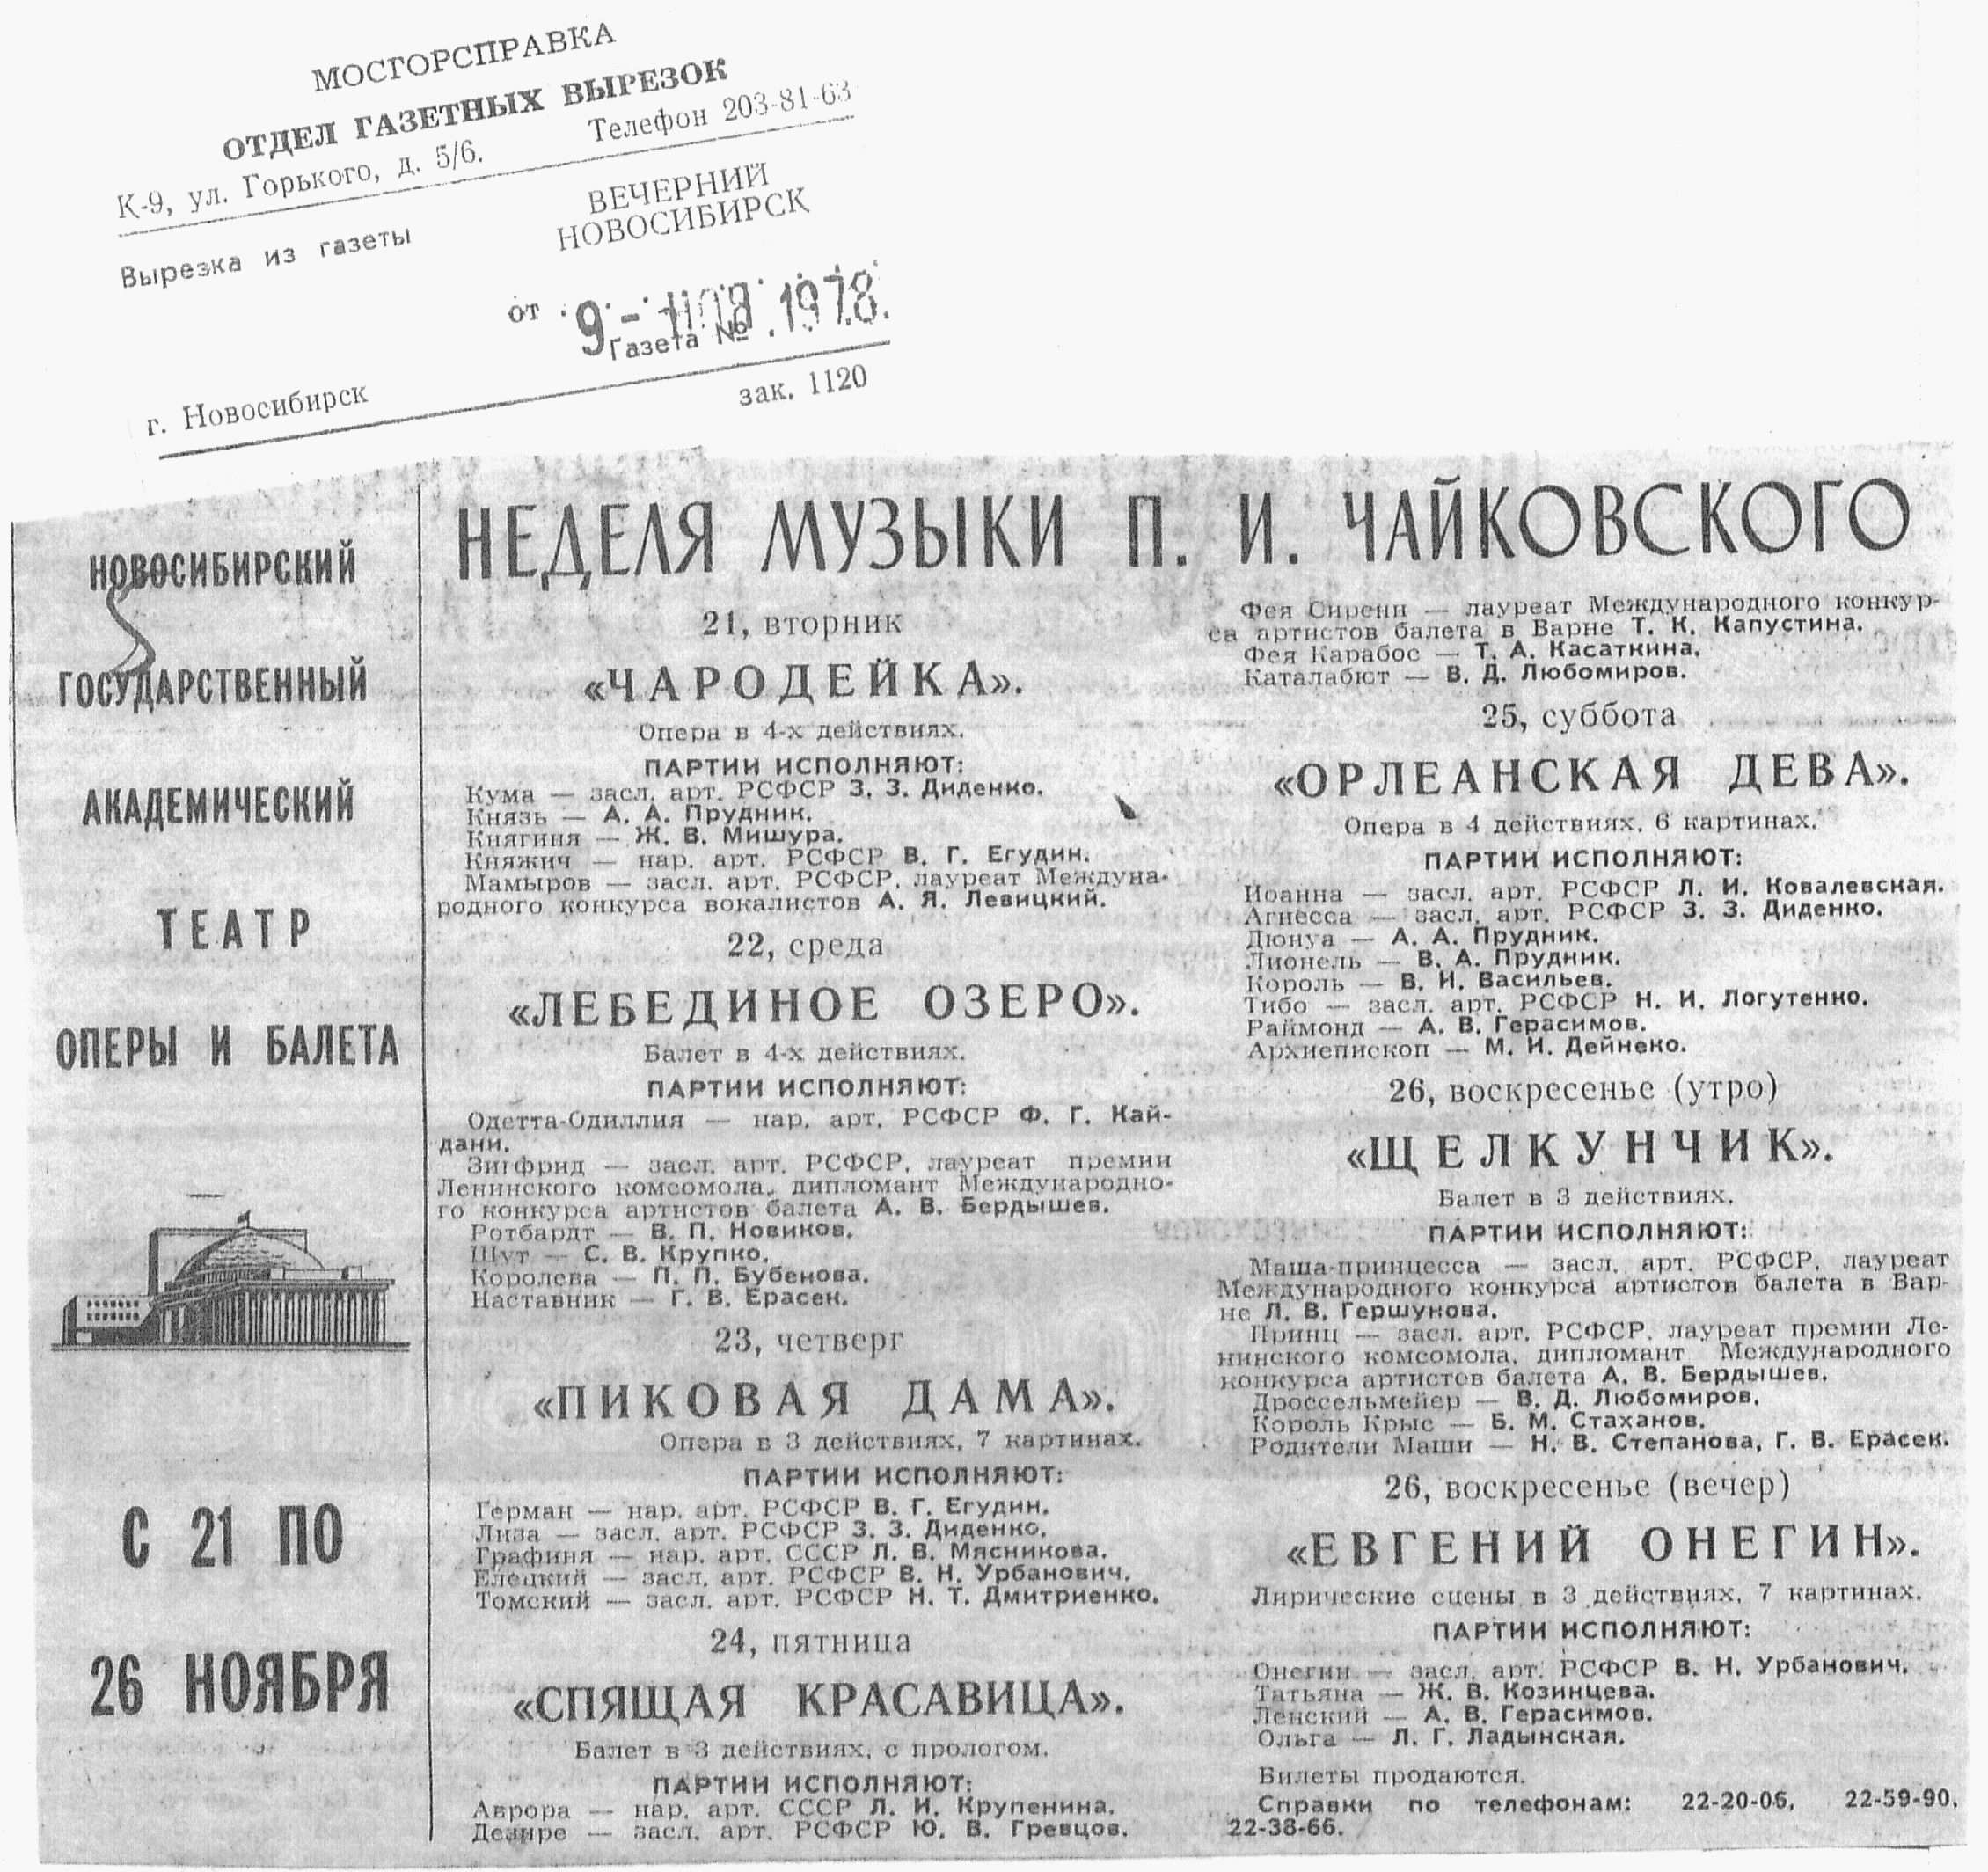 МОСГОРСПРАВКА
ОТДЕЛ ГАЗЕТНЫХ ВЫРЕЗОК
К-9, ул. Горького, д. 5/6. Телефон 203-81-63
Вырезка из газеты
ВЕЧЕРНИЙ
НОВОСИБИРСК
от 9 - 1978.
Газета №
г. Новосибирск
зак. 1120
НОВОСИБИРСКИЙ
ГОСУДАРСТВЕННЫЙ
АКАДЕМИЧЕСКИЙ
ТЕАТР
ОПЕРЫ И БАЛЕТА
С 21 ПО
26 НОЯБРЯ
НЕДЕЛЯ МУЗЫКИ П. И. ЧАЙКОВСКОГО
21, вторник
«ЧАРОДЕЙКА».
Опера в 4-х действиях.
ПАРТИИ ИСПОЛНЯЮТ:
Кума — засл. арт. РСФСР З. З. Диденко.
Князь — А. А. Прудник.
Княгиня — Ж. В. Мишура.
Княжич — нар. арт. РСФСР В. Г. Егудин.
Мамыров — засл. арт. РСФСР, лауреат Междуна-
родного конкурса вокалистов А. Я. Левицкий.
22, среда
«ЛЕБЕДИНОЕ ОЗЕРО».
Балет в 4-х действиях.
ПАРТИИ ИСПОЛНЯЮТ:
Одетта-Одиллия — нар. арт. РСФСР Ф. Г. Кай-
дани.
Зигфрид — засл. арт. РСФСР, лауреат премии
Ленинского комсомола, дипломант Международно-
го конкурса артистов балета А. В. Бердышев.
Ротбардт — В. П. Новиков.
Шут — С. В. Крупко.
Королева — П. П. Бубенова.
Наставник — Г. В. Ерасек.
23, четверг
«ПИКОВАЯ ДАМА».
Опера в 3 действиях, 7 картинах.
ПАРТИИ ИСПОЛНЯЮТ:
Герман — нар. арт. РСФСР В. Г. Егудин.
Лиза — засл. арт. РСФСР З. З. Диденко.
Графиня — нар. арт. СССР Л. В. Мясникова.
Елецкий — засл. арт. РСФСР В. Н. Урбанович.
Томский — засл. арт. РСФСР Н. Т. Дмитриенко.
24, пятница
«СПЯЩАЯ КРАСАВИЦА».
Балет в 3 действиях, с прологом.
ПАРТИИ ИСПОЛНЯЮТ:
Аврора — нар. арт. СССР Л. И. Крупенина.
Дезире — засл. арт. РСФСР Ю. В. Гревцов.
Фея Сирени — лауреат Международного конкур-
са артистов балета в Варне Т. К. Капустина.
Фея Карабос — Т. А. Касаткина.
Каталабют — В. Д. Любомиров.
25, суббота
«ОРЛЕАНСКАЯ ДЕВА».
Опера в 4 действиях, 6 картинах.
ПАРТИИ ИСПОЛНЯЮТ:
Иоанна — засл. арт. РСФСР Л. И. Ковалевская.
Агнесса — засл. арт. РСФСР З. З. Диденко.
Дюнуа — А. А. Прудник.
Лионель — В. А. Прудник.
Король — В. И. Васильев.
Тибо — засл. арт. РСФСР Н. И. Логутенко.
Раймонд — А. В. Герасимов.
Архиепископ — М. И. Дейнеко.
26, воскресенье (утро)
«ЩЕЛКУНЧИК».
Балет в 3 действиях.
ПАРТИИ ИСПОЛНЯЮТ:
Маша-принцесса — засл. арт. РСФСР, лауреат
Международного конкурса артистов балета в Вар-
не Л. В. Гершунова.
Принц — засл. арт. РСФСР, лауреат премии Ле-
нинского комсомола, дипломант Международного
конкурса артистов балета А. В. Бердышев.
Дроссельмейер — В. Д. Любомиров.
Король Крыс — Б. М. Стаханов.
Родители Маши — Н. В. Степанова, Г. В. Ерасек.
26, воскресенье (вечер)
«ЕВГЕНИЙ ОНЕГИН».
Лирические сцены в 3 действиях, 7 картинах.
ПАРТИИ ИСПОЛНЯЮТ:
Онегин — засл. арт. РСФСР В. Н. Урбанович.
Татьяна — Ж. В. Козинцева.
Ленский — А. В. Герасимов.
Ольга — Л. Г. Ладынская.
Билеты продаются.
Справки по телефонам: 22-20-06, 22-59-90,
22-38-66.